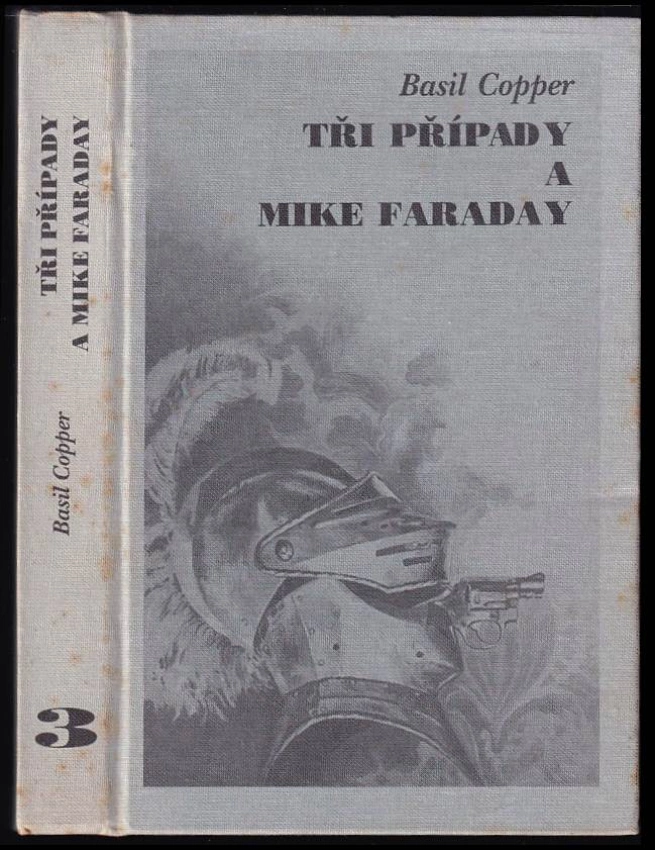 Basil Copper
TŘI PŘÍPADY
A
MIKE FARADAY
TŘI PŘÍPADY
A MIKE FARADAY
Basil Copper
3